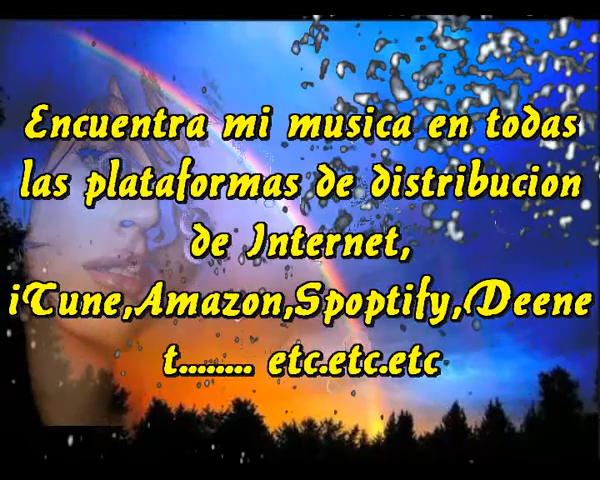 Encuentra mi musica en todas
las plataformas de distribucion
de Internet,
iTune,Amazon,Spoptify,Deene
t........ etc.etc.etc